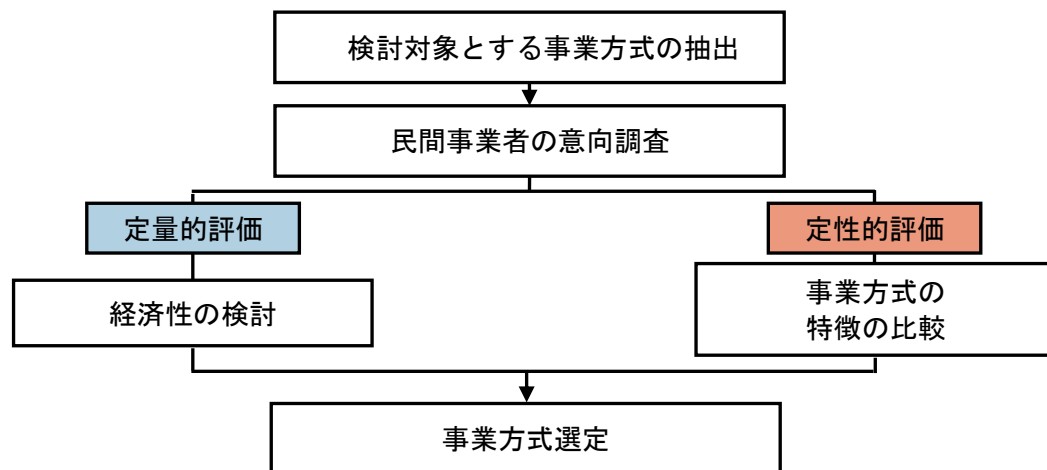 検討対象とする事業方式の抽出
民間事業者の意向調査
定量的評価
定性的評価
経済性の検討
事業方式の
特徴の比較
事業方式選定